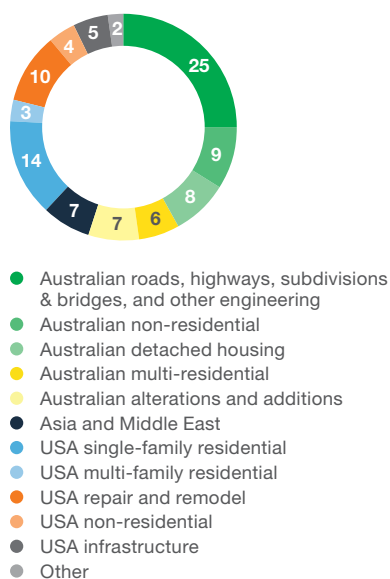 25
9
8
6
7
7
14
3
10
4
5
2
Australian roads, highways, subdivisions
& bridges, and other engineering
Australian non-residential
Australian detached housing
Australian multi-residential
Australian alterations and additions
Asia and Middle East
USA single-family residential
USA multi-family residential
USA repair and remodel
USA non-residential
USA infrastructure
Other